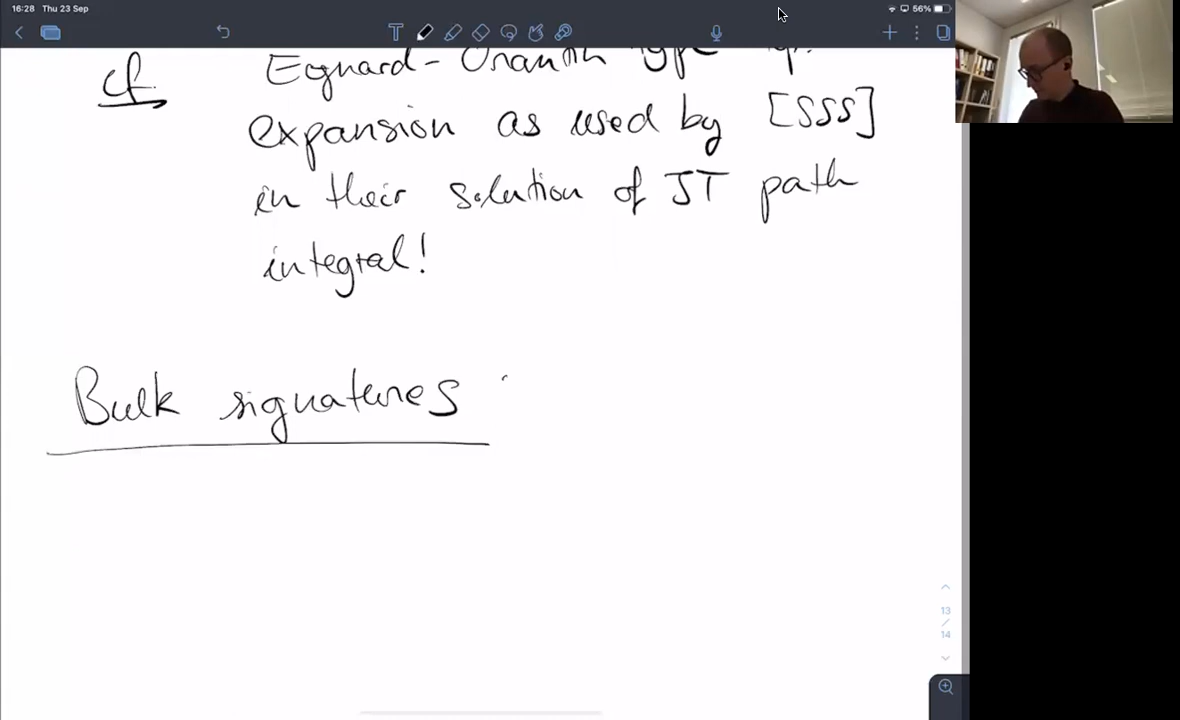 16:28 Thu 23 Sep
56%
cf.
expansion as used by [SSS]
in their solution of JT path
integral!
Bulk signatures
13
/
14